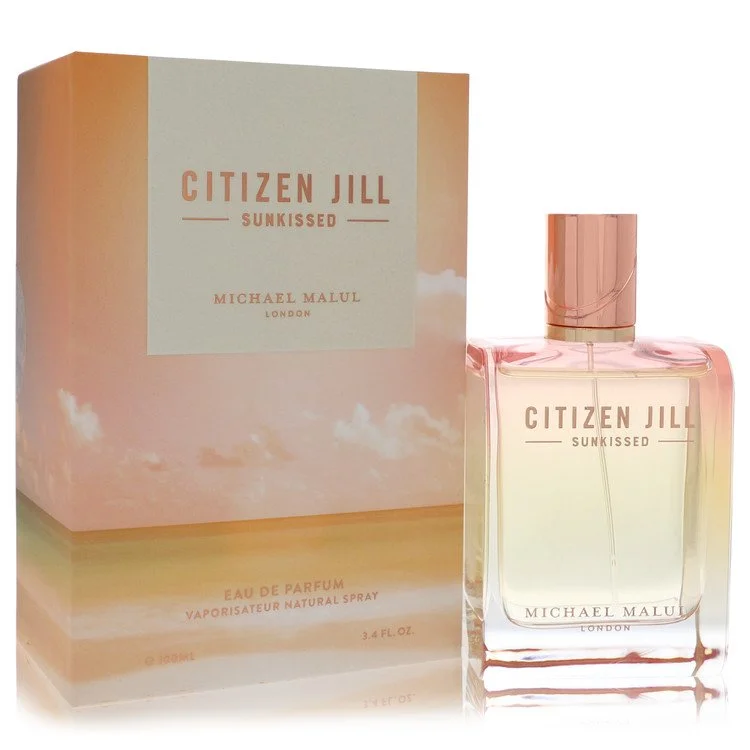 CITIZEN JILL
SUNKISSED
MICHAEL MALUL
LONDON
EAU DE PARFUM
VAPORISATEUR NATURAL SPRAY
3.4 FL. OZ.
℮ 100ML
CITIZEN JILL
SUNKISSED
MICHAEL MALUL
LONDON